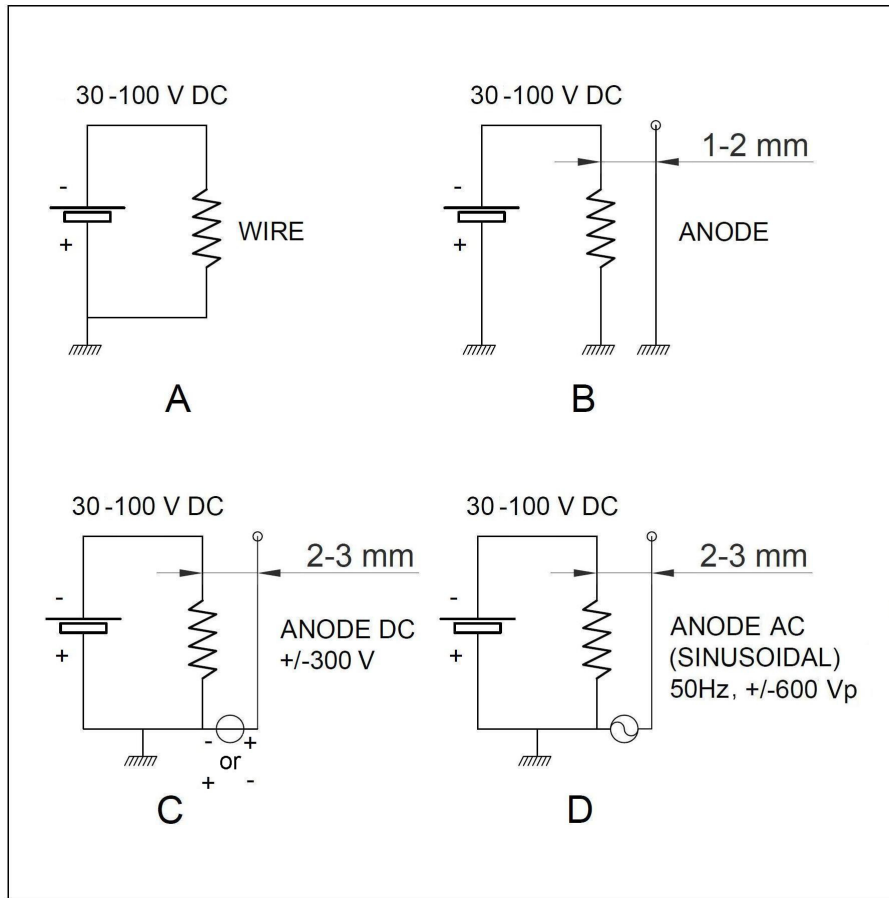 30-100 V DC
-
+
WIRE
A
30-100 V DC
1-2 mm
-
+
ANODE
B
30-100 V DC
2-3 mm
-
+
ANODE DC
+/-300 V
- +
or
+ -
C
30-100 V DC
2-3 mm
-
+
ANODE AC
(SINUSOIDAL)
50Hz, +/-600 Vp
D